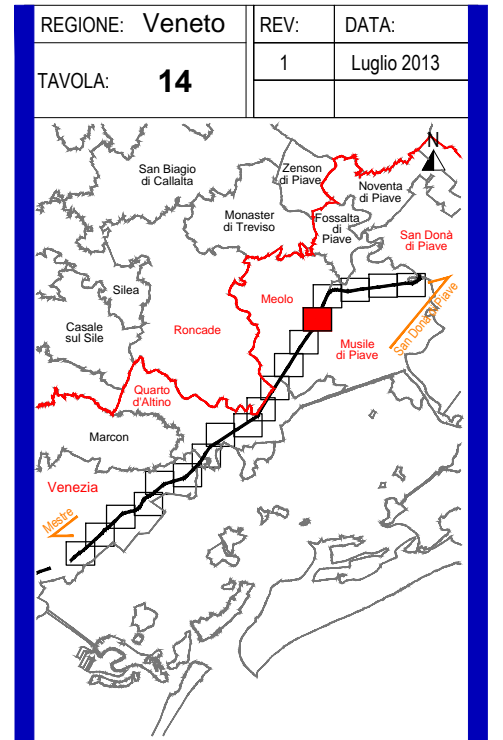 REGIONE: Veneto
REV:
DATA:
TAVOLA: 14
1
Luglio 2013
N
San Biagio
di Callalta
Zenson
di Piave
Noventa
di Piave
Monaster
di Treviso
Fossalta
di
Piave
San Donà
di Piave
Silea
Meolo
Casale
sul Sile
Roncade
Musile
di Piave
San Donà di Piave
Quarto
d'Altino
Marcon
Venezia
Mestre